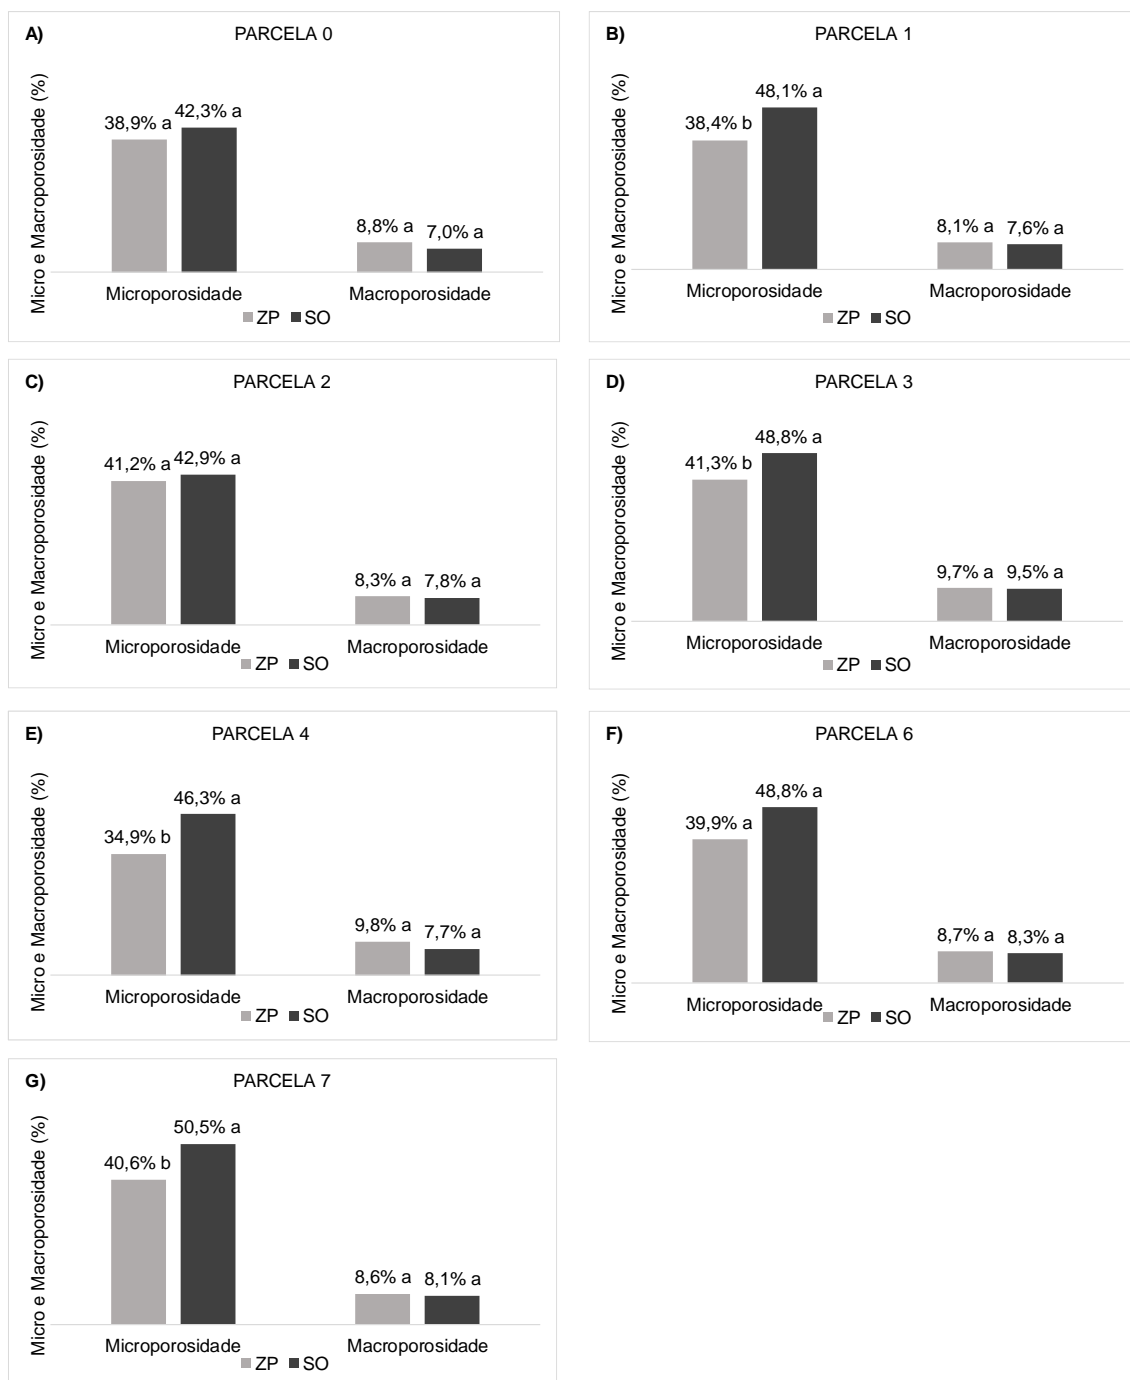 A) PARCELA 0
Micro e Macroporosidade (%)
38,9% a
42,3% a
8,8% a
7,0% a
Microporosidade
Macroporosidade
ZP SO
B) PARCELA 1
Micro e Macroporosidade (%)
38,4% b
48,1% a
8,1% a
7,6% a
Microporosidade
Macroporosidade
ZP SO
C) PARCELA 2
Micro e Macroporosidade (%)
41,2% a
42,9% a
8,3% a
7,8% a
Microporosidade
Macroporosidade
ZP SO
D) PARCELA 3
Micro e Macroporosidade (%)
41,3% b
48,8% a
9,7% a
9,5% a
Microporosidade
Macroporosidade
ZP SO
E) PARCELA 4
Micro e Macroporosidade (%)
34,9% b
46,3% a
9,8% a
7,7% a
Microporosidade
Macroporosidade
ZP SO
F) PARCELA 6
Micro e Macroporosidade (%)
39,9% a
48,8% a
8,7% a
8,3% a
Microporosidade
Macroporosidade
ZP SO
G) PARCELA 7
Micro e Macroporosidade (%)
40,6% b
50,5% a
8,6% a
8,1% a
Microporosidade
Macroporosidade
ZP SO